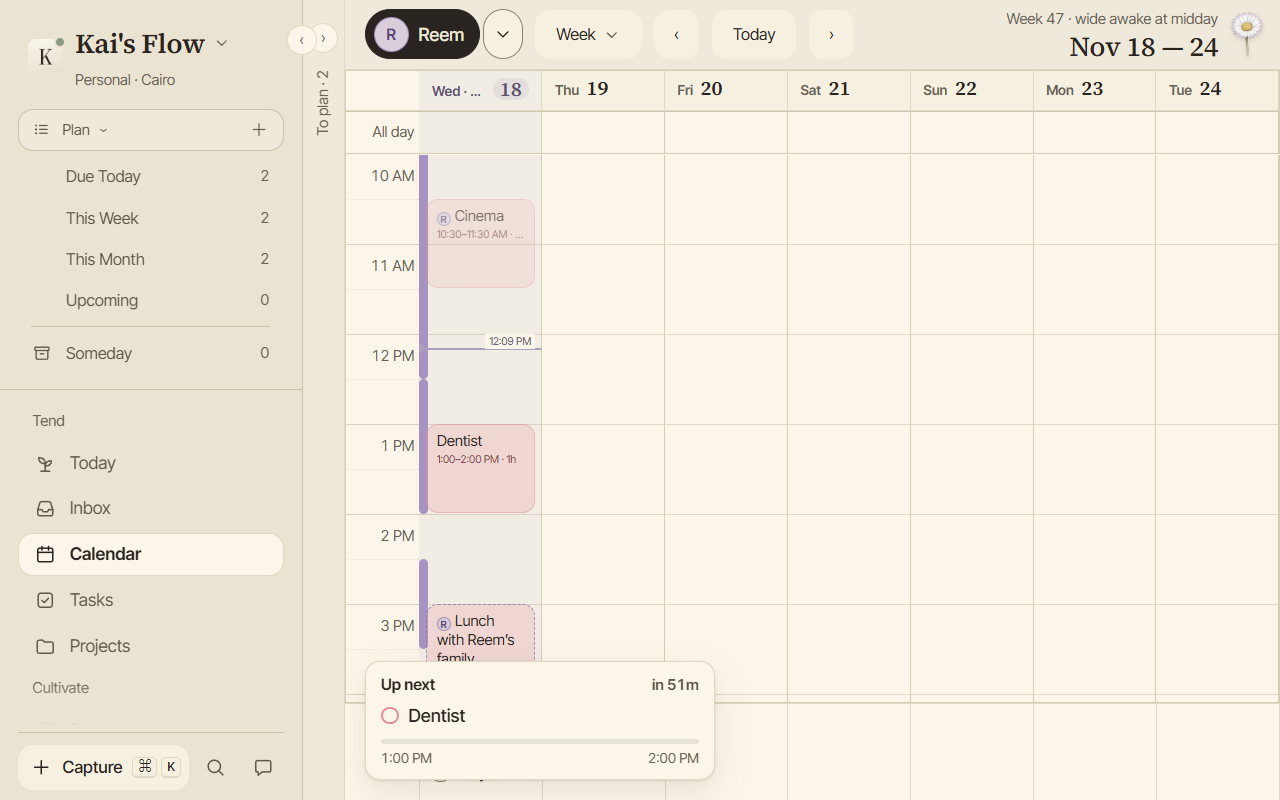 K
Kai's Flow
Personal · Cairo
Plan
Due Today 2
This Week 2
This Month 2
Upcoming 0
Someday 0
Tend
Today
Inbox
Calendar
Tasks
Projects
Cultivate
Capture ⌘ K
‹ ›
To plan · 2
R Reem
Week
‹
Today
›
Week 47 · wide awake at midday
Nov 18 — 24
Wed · ... 18
Thu 19
Fri 20
Sat 21
Sun 22
Mon 23
Tue 24
All day
10 AM
R Cinema
10:30–11:30 AM · ...
11 AM
12:09 PM
12 PM
1 PM
Dentist
1:00–2:00 PM · 1h
2 PM
3 PM
R Lunch
with Reem’s
family
Up next in 51m
Dentist
1:00 PM 2:00 PM